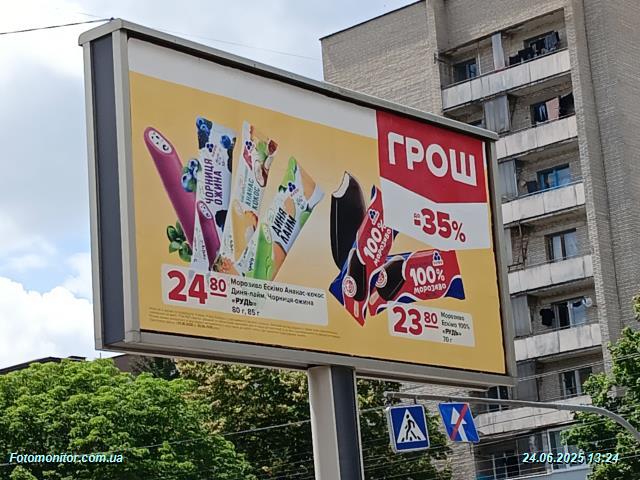 ГРОШ
ДО -35%
ЧОРНИЦЯ
ОЖИНА
АНАНАС
КОКОС
ДИНЯ
ЛАЙМ
100%
МОРОЗИВО
100%
МОРОЗИВО
24 80
Морозиво Ескімо Ананас-кокос
Диня-лайм, Чорниця-ожина
«РУДЬ»
80 г, 85 г
23 80
Морозиво
Ескімо 100%
«РУДЬ»
70 г
Fotomonitor.com.ua
24.06.2025 13:24